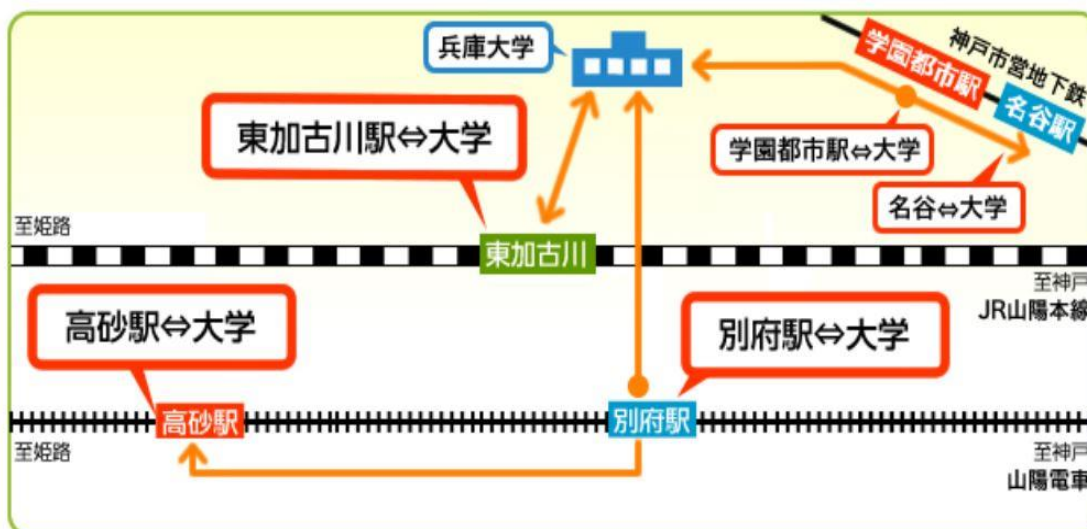 兵庫大学
学園都市駅
神戸市営地下鉄
名谷駅
東加古川駅⇔大学
学園都市駅⇔大学
名谷⇔大学
至姫路
東加古川
至神戸
JR山陽本線
高砂駅⇔大学
別府駅⇔大学
高砂駅
別府駅
至姫路
至神戸
山陽電車